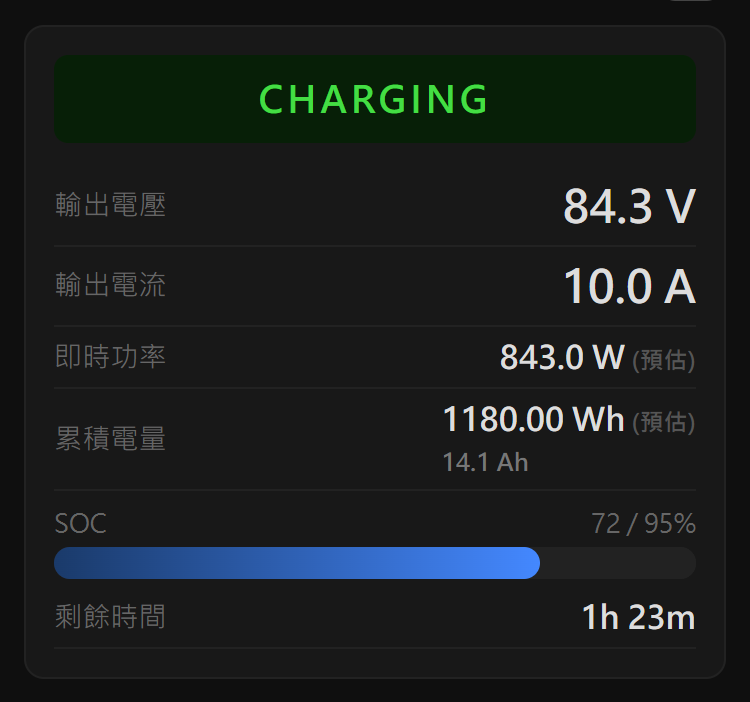 CHARGING
輸出電壓 84.3 V
輸出電流 10.0 A
即時功率 843.0 W (預估)
累積電量 1180.00 Wh (預估)
14.1 Ah
SOC 72 / 95%
剩餘時間 1h 23m